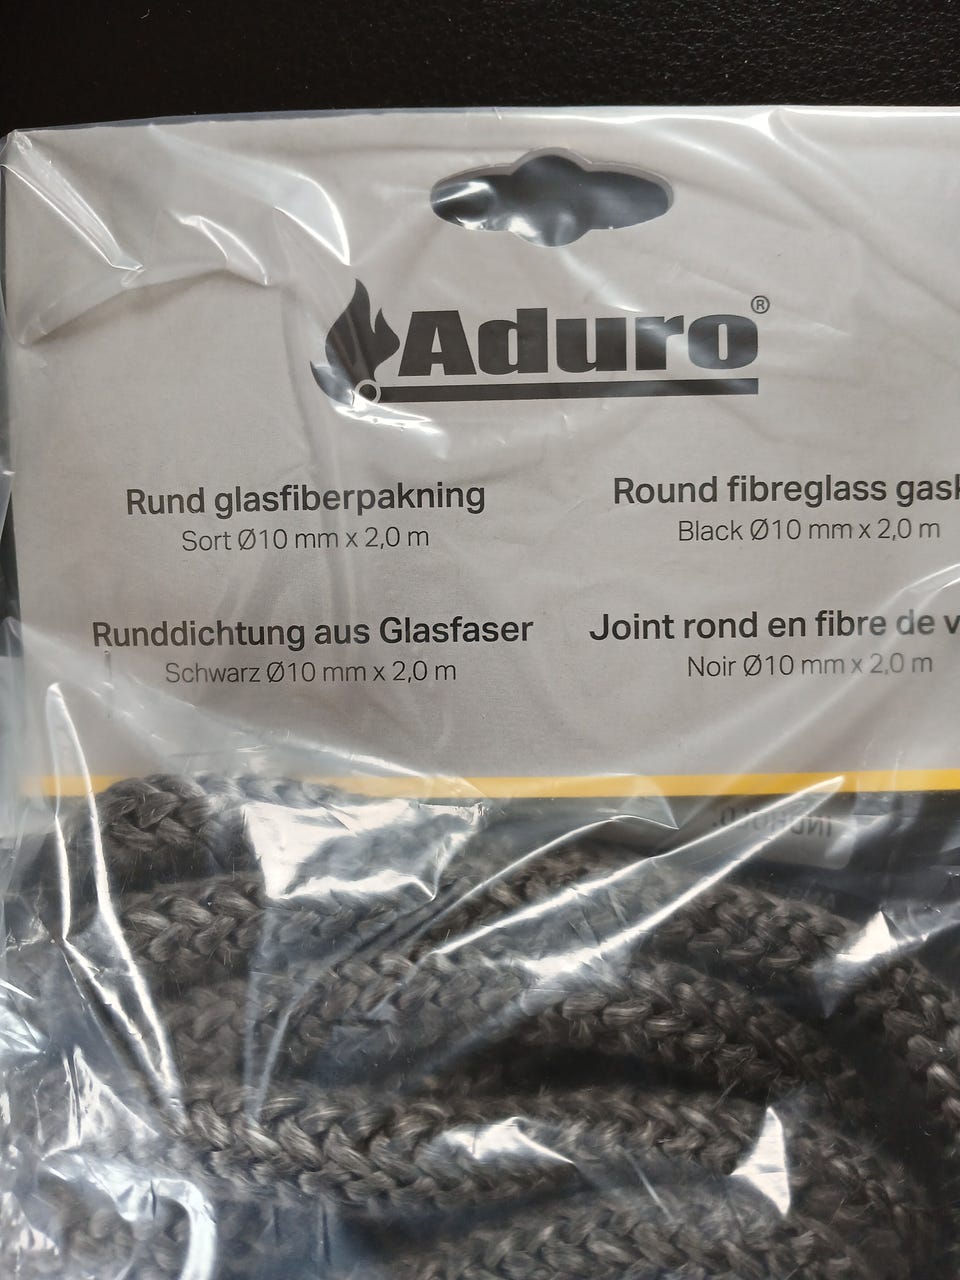 Aduro®
Rund glasfiberpakning
Sort Ø10 mm x 2,0 m
Round fibreglass gask
Black Ø10 mm x 2,0 m
Runddichtung aus Glasfaser
Schwarz Ø10 mm x 2,0 m
Joint rond en fibre de v
Noir Ø10 mm x 2,0 m
INDHOLD: